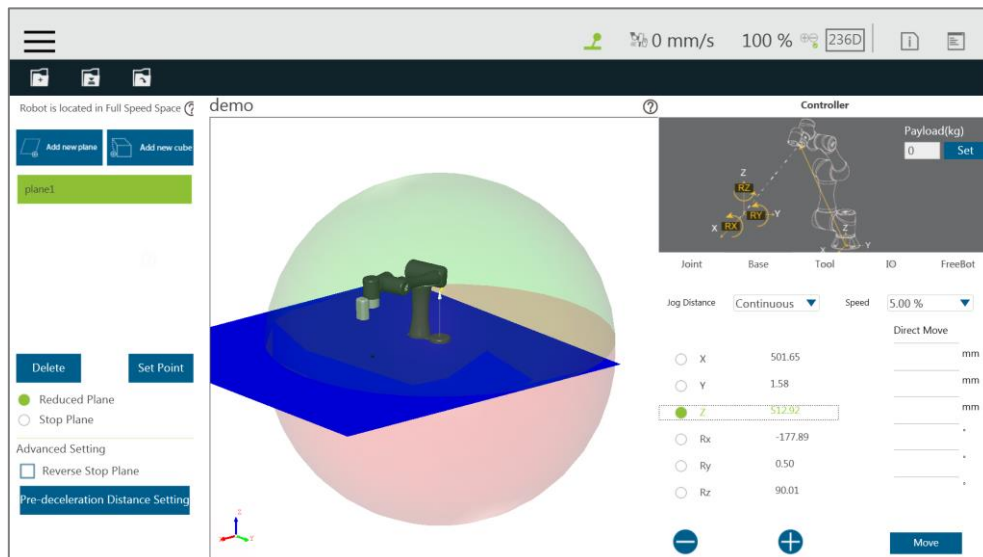 0 mm/s 100 % 236D
Robot is located in Full Speed Space ?
demo ?
Controller
Add new plane Add new cube
plane1
Payload(kg)
0 Set
Z
RZ
RY Y
X RX
Z
X Y
Joint Base Tool IO FreeBot
Jog Distance Continuous Speed 5.00 %
Direct Move
X 501.65 mm
Y 1.58 mm
Z 512.92 mm
Rx -177.89 °
Ry 0.50 °
Rz 90.01 °
Delete Set Point
Reduced Plane
Stop Plane
Advanced Setting
Reverse Stop Plane
Pre-deceleration Distance Setting
Move